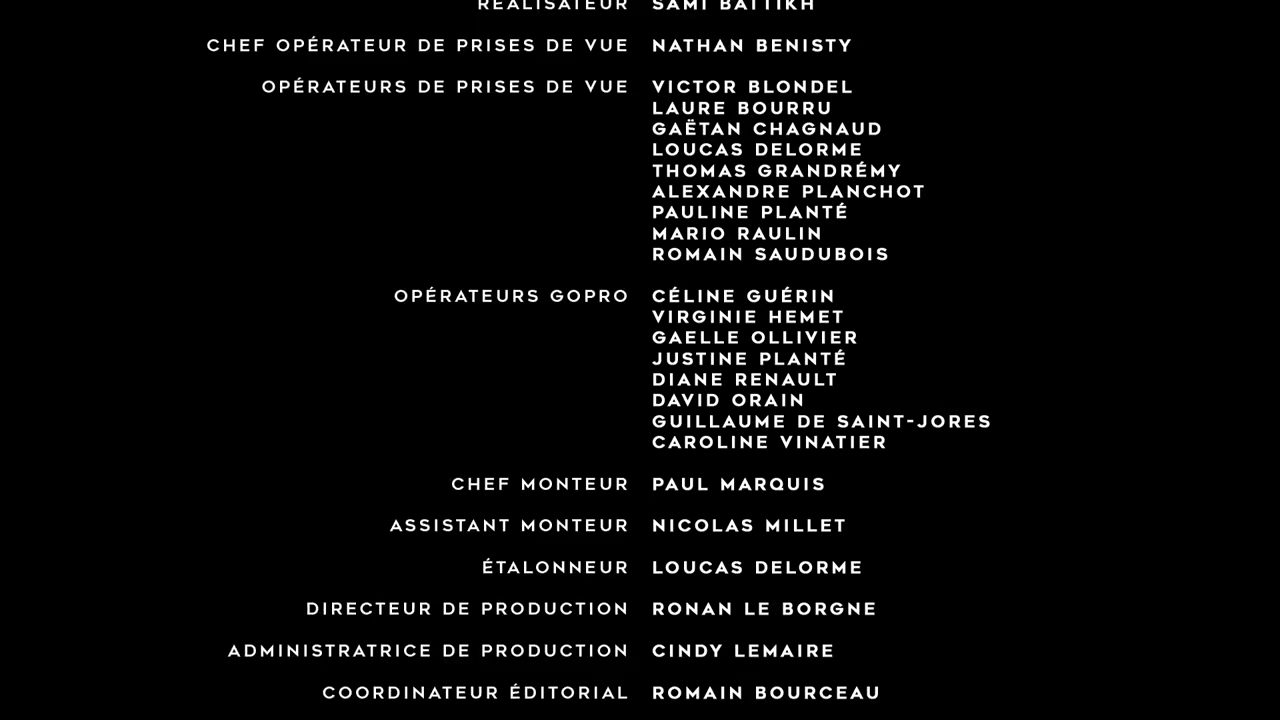 RÉALISATEUR SAMI BATTIKH
CHEF OPÉRATEUR DE PRISES DE VUE NATHAN BENISTY
OPÉRATEURS DE PRISES DE VUE VICTOR BLONDEL
LAURE BOURRU
GAËTAN CHAGNAUD
LOUCAS DELORME
THOMAS GRANDRÉMY
ALEXANDRE PLANCHOT
PAULINE PLANTÉ
MARIO RAULIN
ROMAIN SAUDUBOIS
OPÉRATEURS GOPRO CÉLINE GUÉRIN
VIRGINIE HEMET
GAELLE OLLIVIER
JUSTINE PLANTÉ
DIANE RENAULT
DAVID ORAIN
GUILLAUME DE SAINT-JORES
CAROLINE VINATIER
CHEF MONTEUR PAUL MARQUIS
ASSISTANT MONTEUR NICOLAS MILLET
ÉTALONNEUR LOUCAS DELORME
DIRECTEUR DE PRODUCTION RONAN LE BORGNE
ADMINISTRATRICE DE PRODUCTION CINDY LEMAIRE
COORDINATEUR ÉDITORIAL ROMAIN BOURCEAU